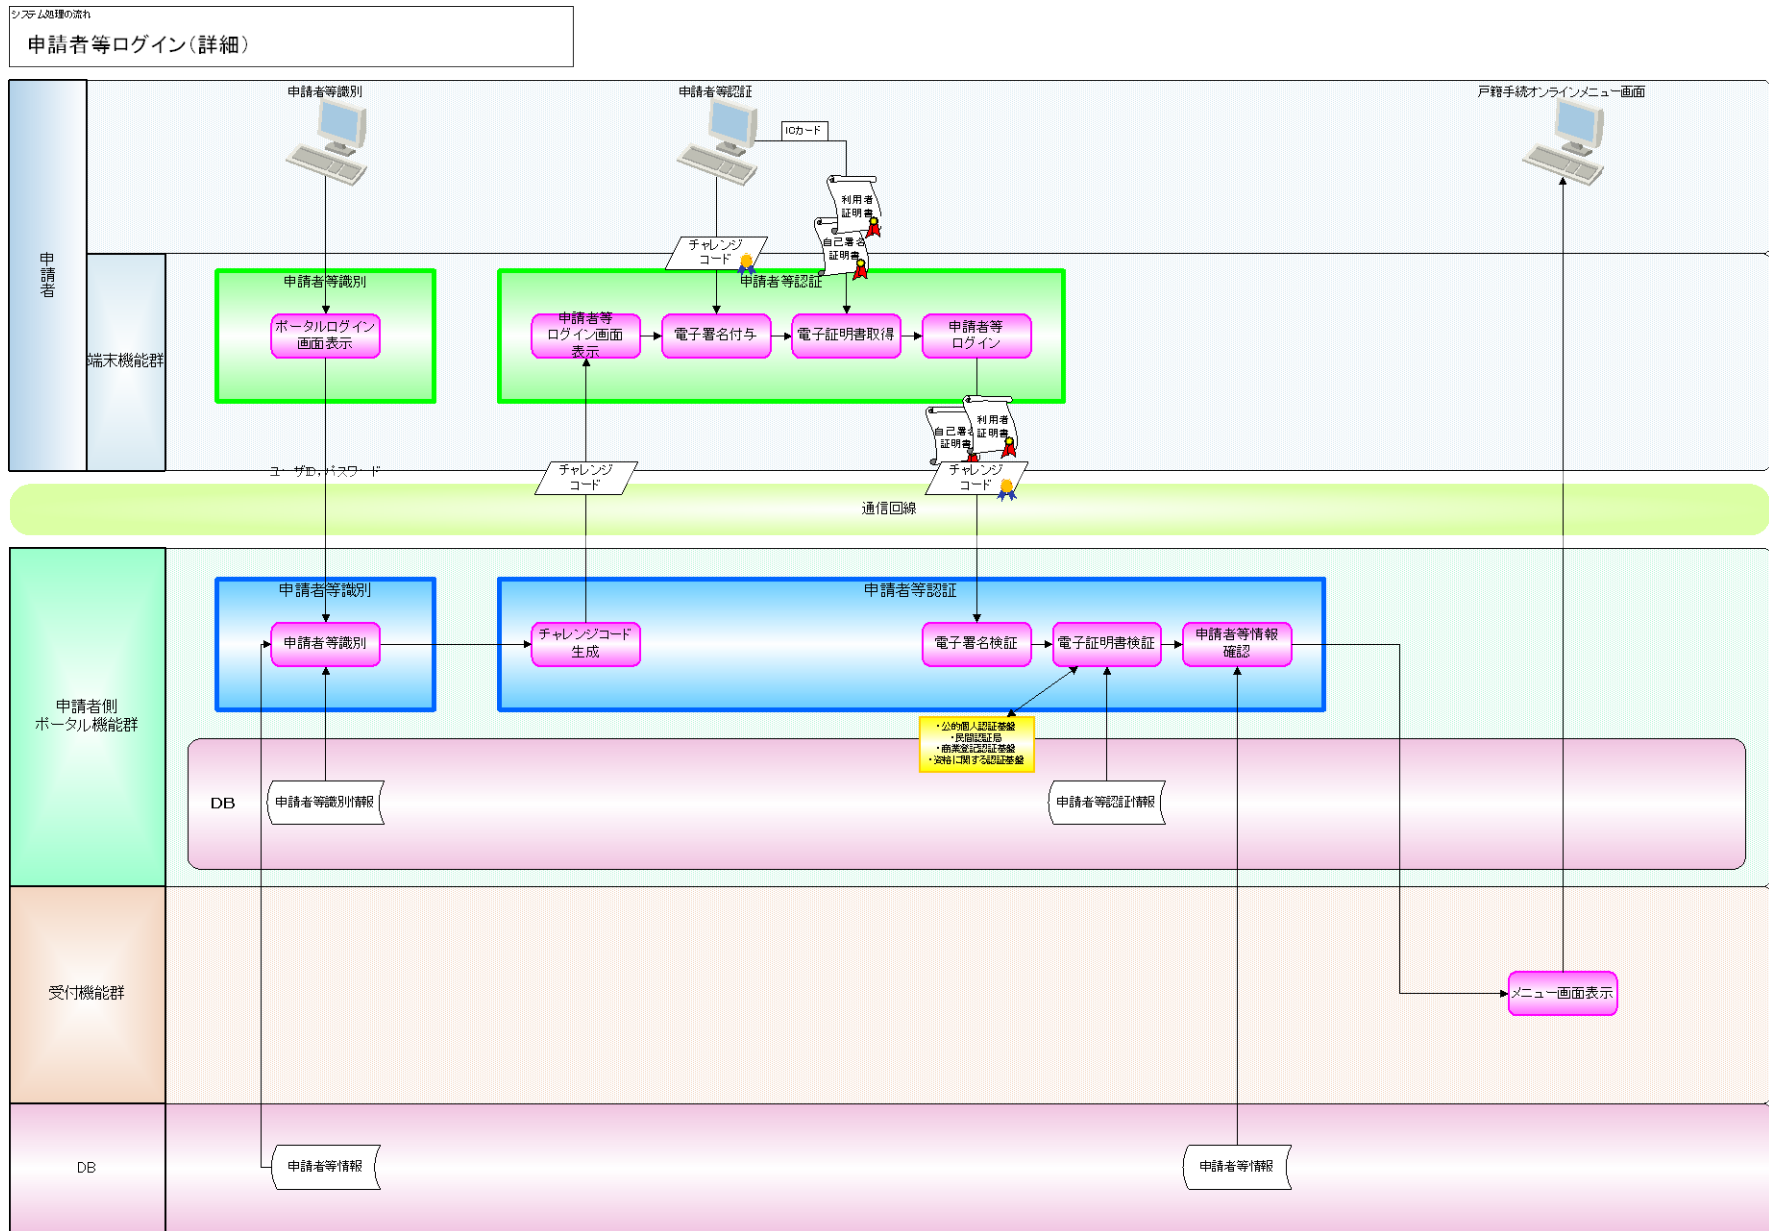 システム処理の流れ
申請者等ログイン(詳細)
申請者等識別
申請者等認証
戸籍手続オンラインメニュー画面
ICカード
利用者
証明書
自己署名
証明書
チャレンジ
コード
申請者
端末機能群
申請者等識別
ポータルログイン
画面表示
申請者等認証
申請者等
ログイン画面
表示
電子署名付与
電子証明書取得
申請者等
ログイン
自己署名
証明書
利用者
証明書
ユーザID,パスワード
チャレンジ
コード
チャレンジ
コード
通信回線
申請者側
ポータル機能群
申請者等識別
申請者等識別
申請者等認証
チャレンジコード
生成
電子署名検証
電子証明書検証
申請者等情報
確認
・公的個人認証基盤
・民間認証局
・商業登記認証基盤
・資格に関する認証基盤
DB
申請者等識別情報
申請者等認証情報
受付機能群
メニュー画面表示
DB
申請者等情報
申請者等情報